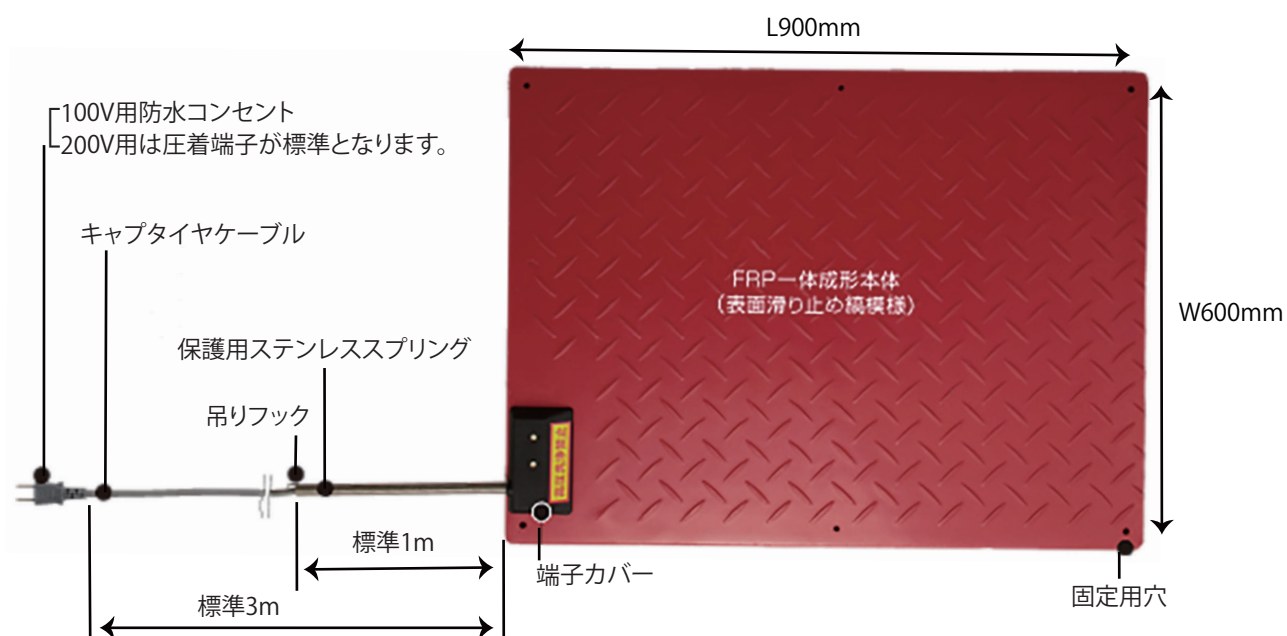 L900mm
100V用防水コンセント
200V用は圧着端子が標準となります。
キャプタイヤケーブル
FRP一体成形本体
（表面滑り止め縞模様）
W600mm
保護用ステンレススプリング
吊りフック
標準1m
端子カバー
固定用穴
標準3m